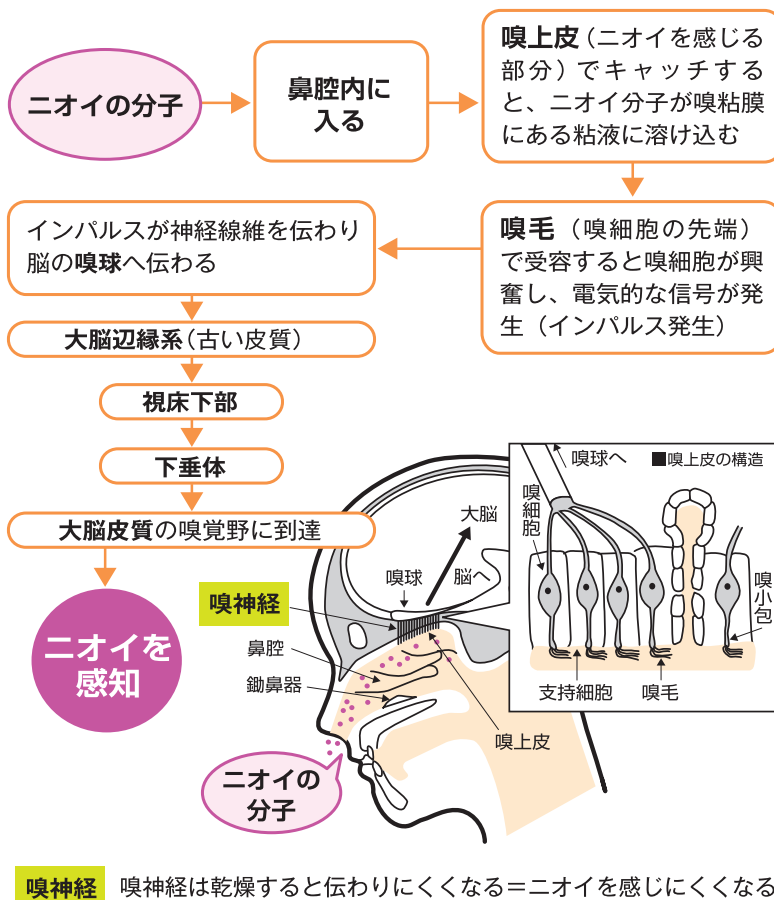 ニオイの分子
鼻腔内に
入る
嗅上皮（ニオイを感じる
部分）でキャッチする
と、ニオイ分子が嗅粘膜
にある粘液に溶け込む
嗅毛（嗅細胞の先端）
で受容すると嗅細胞が興
奮し、電気的な信号が発
生（インパルス発生）
インパルスが神経線維を伝わり
脳の嗅球へ伝わる
大脳辺縁系（古い皮質）
視床下部
下垂体
大脳皮質の嗅覚野に到達
ニオイを
感知
大脳
嗅球
脳へ
嗅神経
鼻腔
鋤鼻器
嗅上皮
ニオイの
分子
嗅球へ
■嗅上皮の構造
嗅細胞
嗅小包
支持細胞
嗅毛
嗅神経 嗅神経は乾燥すると伝わりにくくなる＝ニオイを感じにくくなる